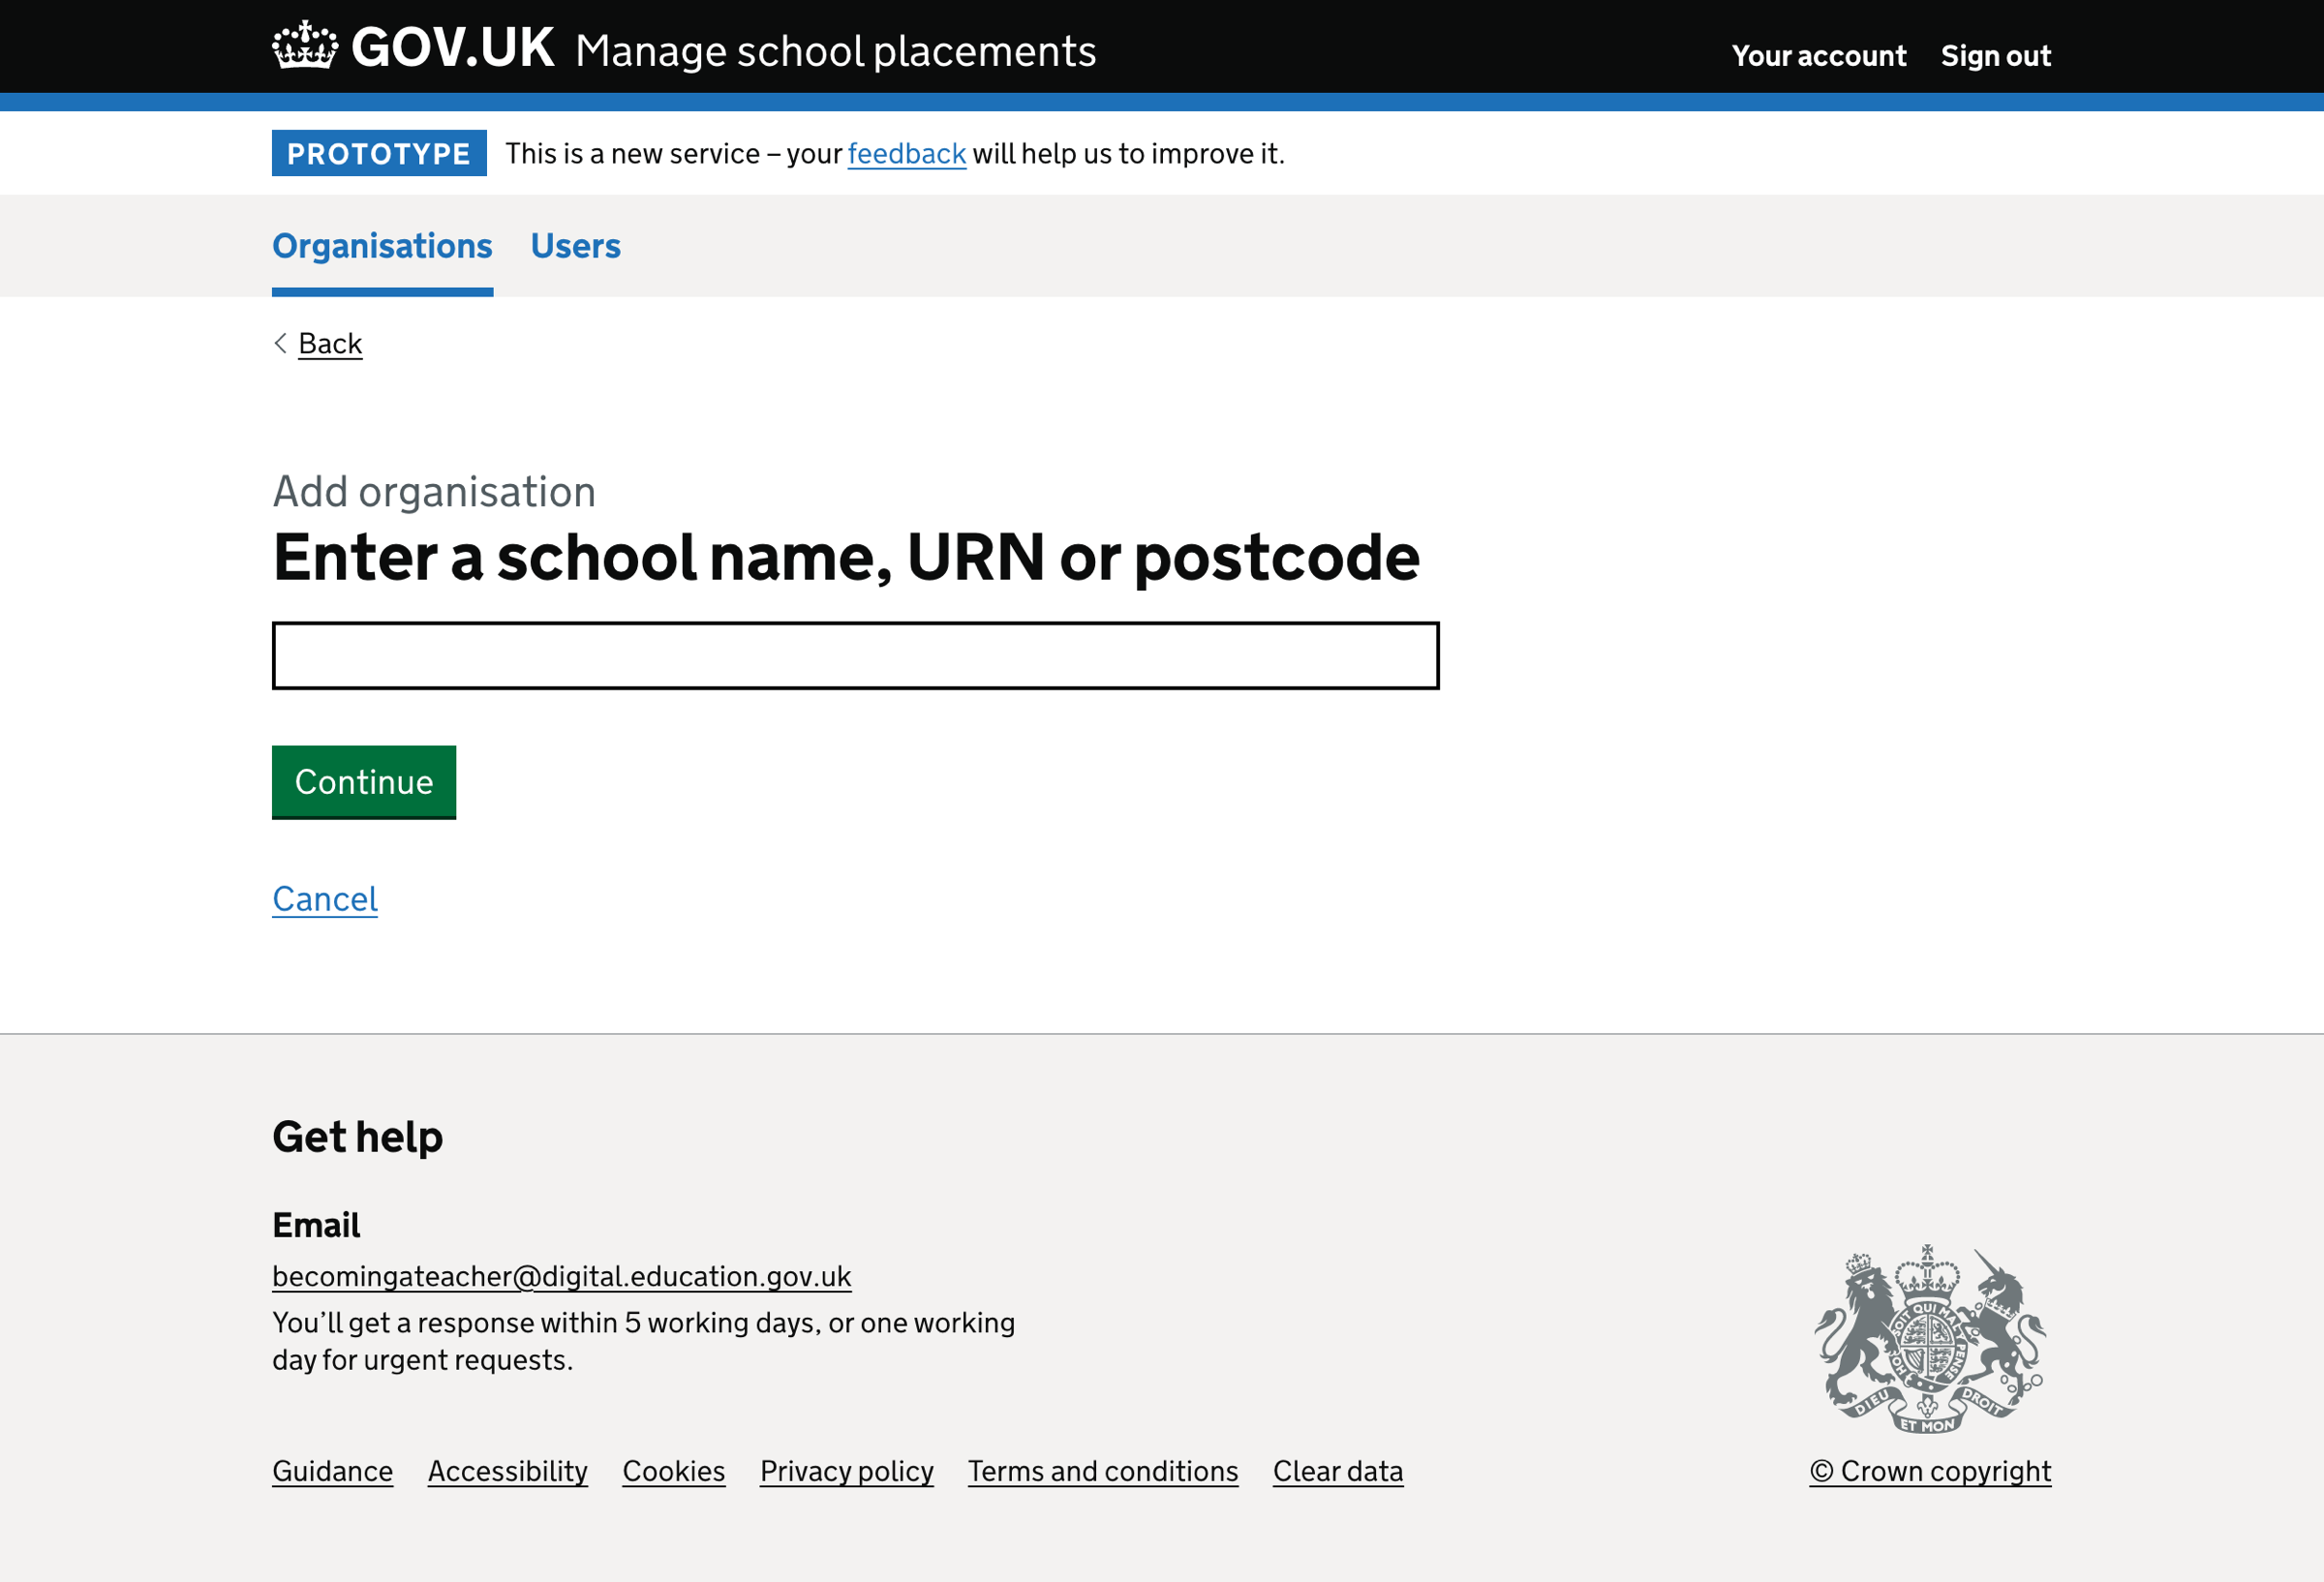 GOV.UK Manage school placements
Your account Sign out
PROTOTYPE This is a new service – your feedback will help us to improve it.
Organisations Users
Back
Add organisation
Enter a school name, URN or postcode
Continue
Cancel
Get help
Email
becomingateacher@digital.education.gov.uk
You’ll get a response within 5 working days, or one working
day for urgent requests.
SOIT QUI MAL Y PENSE
HO
DIEU ET MON DROIT
Guidance Accessibility Cookies Privacy policy Terms and conditions Clear data
© Crown copyright